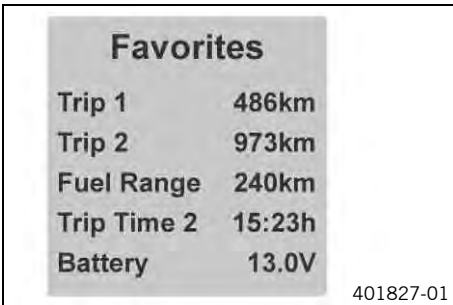 Favorites
Trip 1 486km
Trip 2 973km
Fuel Range 240km
Trip Time 2 15:23h
Battery 13.0V
401827-01